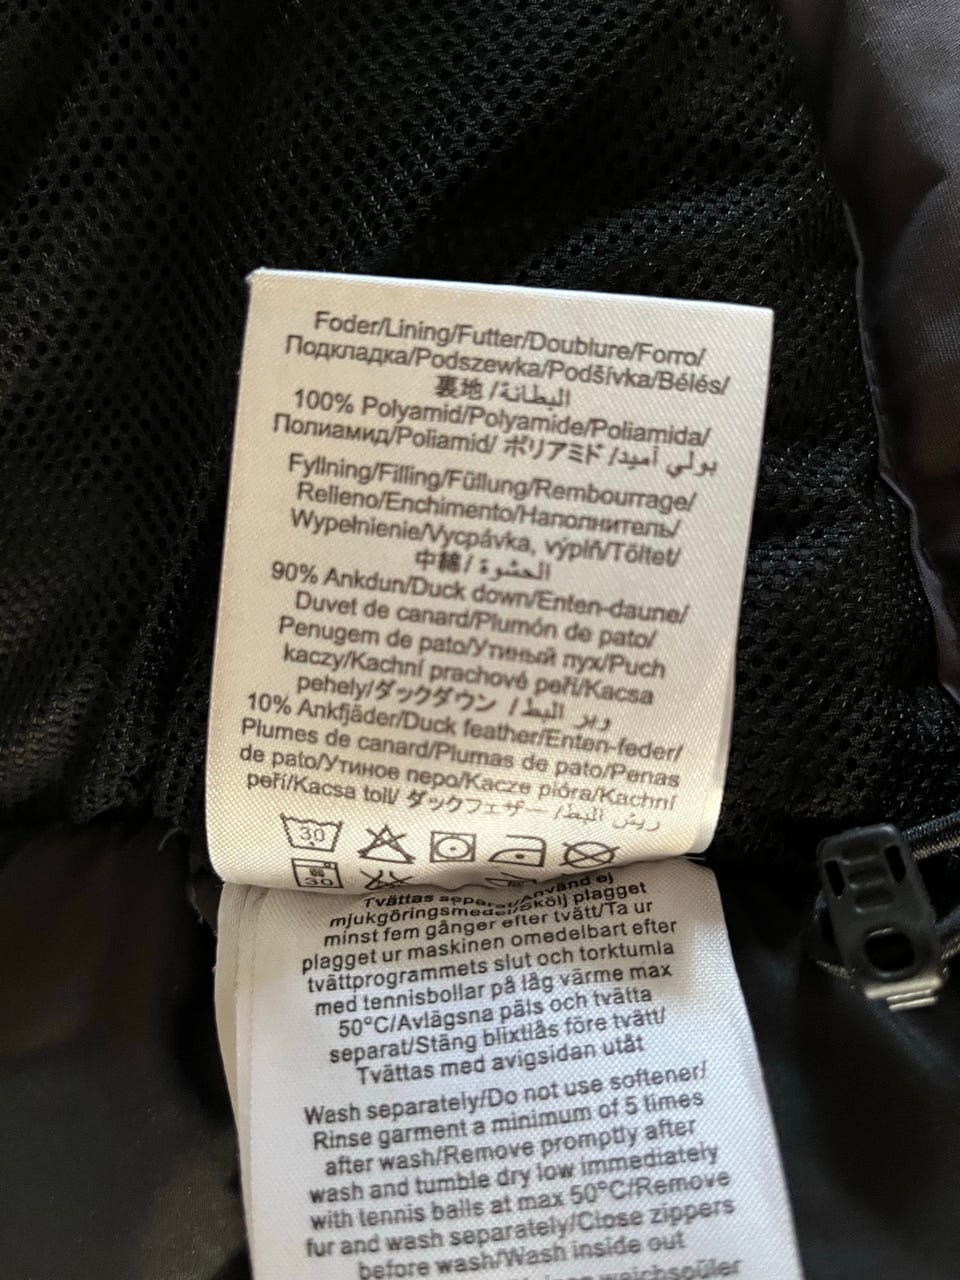 Foder/Lining/Futter/Doublure/Forro/
Подкладка/Podszewka/Podšívka/Bélés/
裏地 /البطانة
100% Polyamid/Polyamide/Poliamida/
Полиамид/Poliamid/ ポリアミド /بولي أميد
Fyllning/Filling/Füllung/Rembourrage/
Relleno/Enchimento/Наполнитель/
Wypełnienie/Vycpávka, výplň/Töltet/
中綿 / الحشوة
90% Ankdun/Duck down/Enten-daune/
Duvet de canard/Plumón de pato/
Penugem de pato/Утиный пух/Puch
kaczy/Kachní prachové peří/Kacsa
pehely/ダックダウン / وبر البط
10% Ankfjäder/Duck feather/Enten-feder/
Plumes de canard/Plumas de pato/Penas
de pato/Утиное перо/Kacze pióra/Kachní
peří/Kacsa toll/ ダックフェザー /ريش البط
30
30
Tvättas separat/Använd ej
mjukgöringsmedel/Skölj plagget
minst fem gånger efter tvätt/Ta ur
plagget ur maskinen omedelbart efter
tvättprogrammets slut och torktumla
med tennisbollar på låg värme max
50°C/Avlägsna päls och tvätta
separat/Stäng blixtlås före tvätt/
Tvättas med avigsidan utåt
Wash separately/Do not use softener/
Rinse garment a minimum of 5 times
after wash/Remove promptly after
wash and tumble dry low immediately
with tennis balls at max 50°C/Remove
fur and wash separately/Close zippers
before wash/Wash inside out
weichspüler